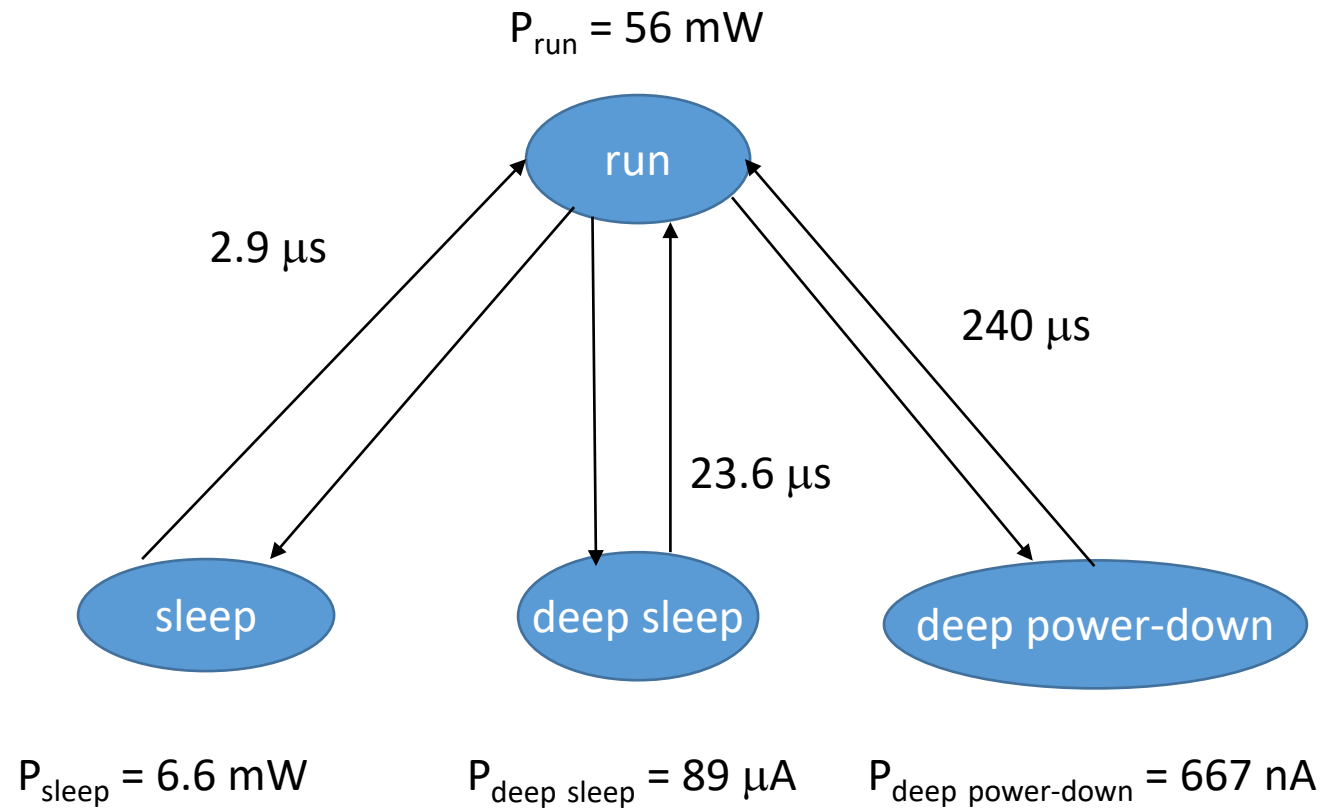 P_run = 56 mW
run
2.9 μs
240 μs
23.6 μs
sleep
deep sleep
deep power-down
P_sleep = 6.6 mW
P_deep sleep = 89 μA
P_deep power-down = 667 nA